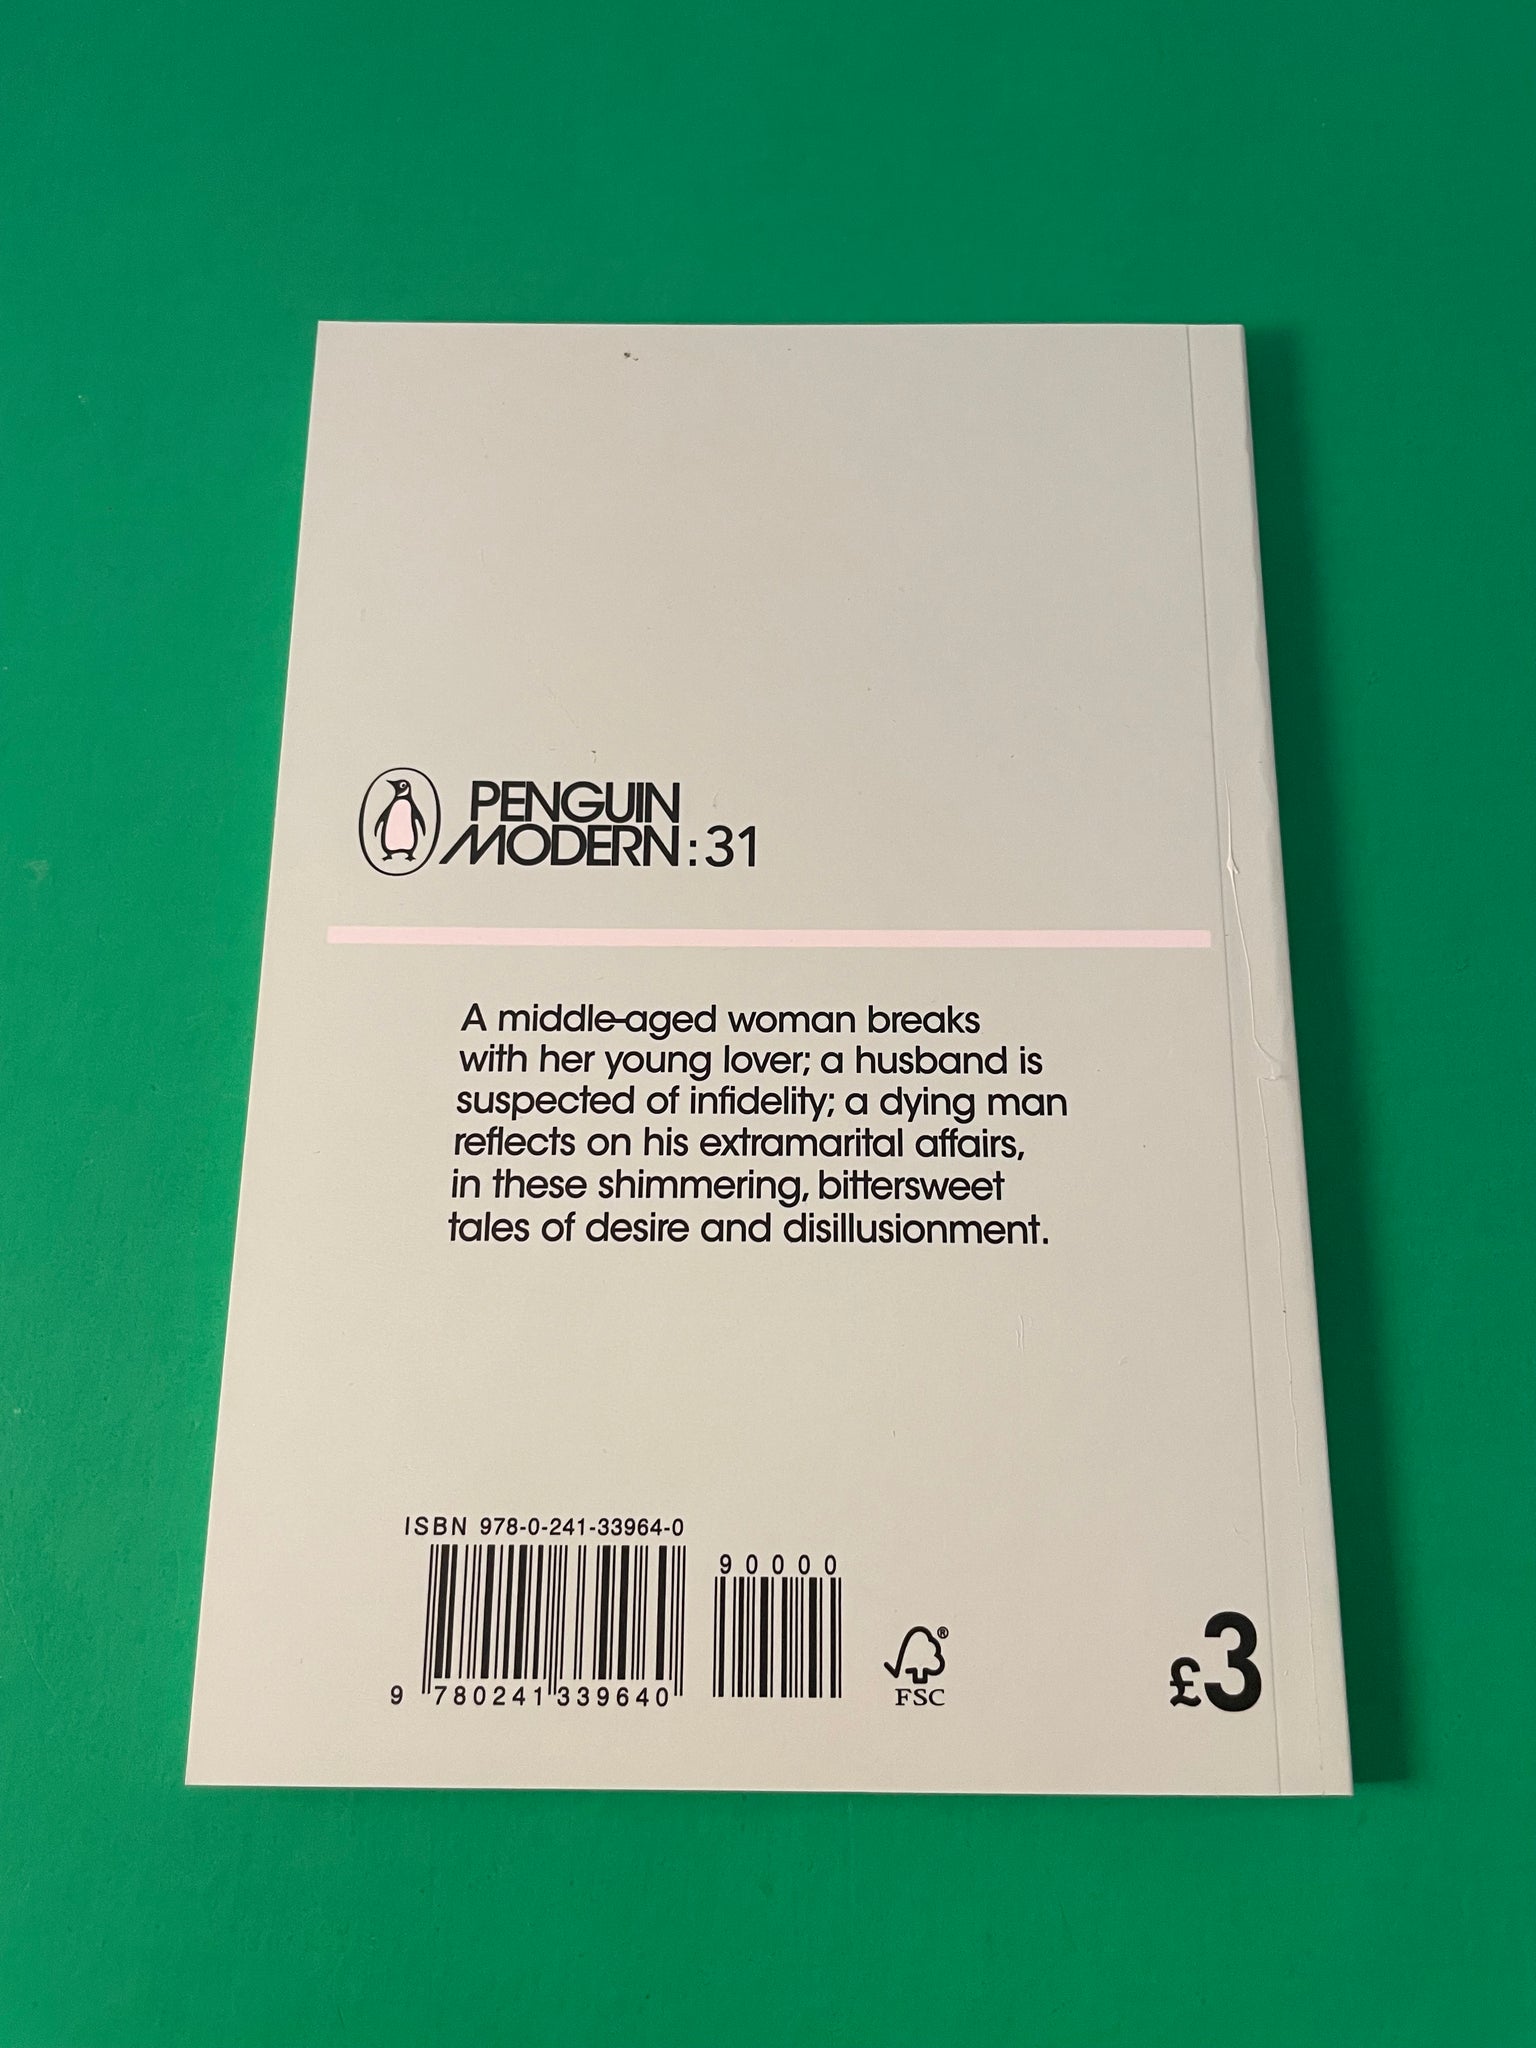 PENGUIN
MODERN:31
A middle-aged woman breaks
with her young lover; a husband is
suspected of infidelity; a dying man
reflects on his extramarital affairs,
in these shimmering, bittersweet
tales of desire and disillusionment.
ISBN 978-0-241-33964-0
90000
9 780241 339640
®
FSC
£3